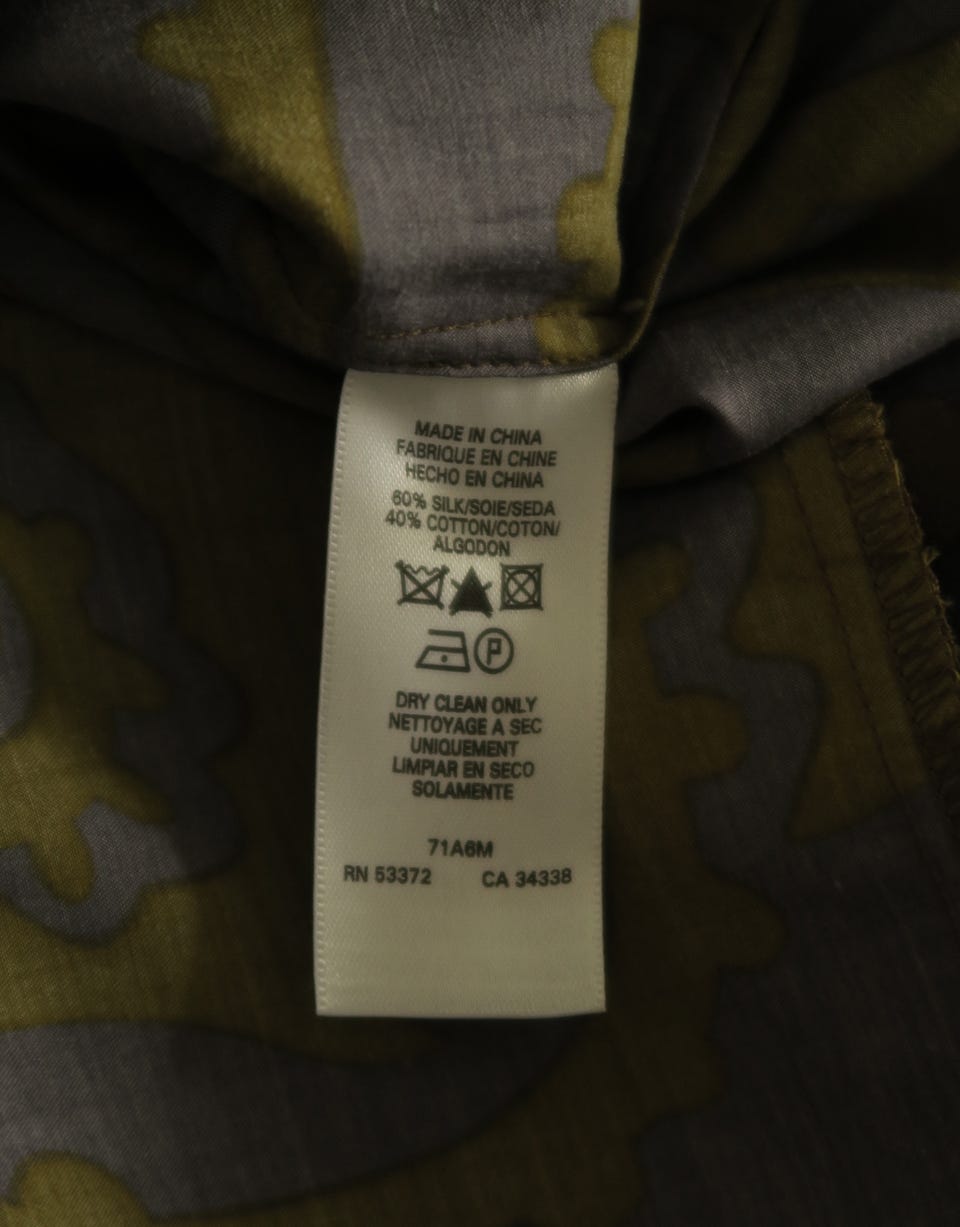 MADE IN CHINA
FABRIQUE EN CHINE
HECHO EN CHINA
60% SILK/SOIE/SEDA
40% COTTON/COTON/
ALGODON
P
DRY CLEAN ONLY
NETTOYAGE A SEC
UNIQUEMENT
LIMPIAR EN SECO
SOLAMENTE
71A6M
RN 53372 CA 34338